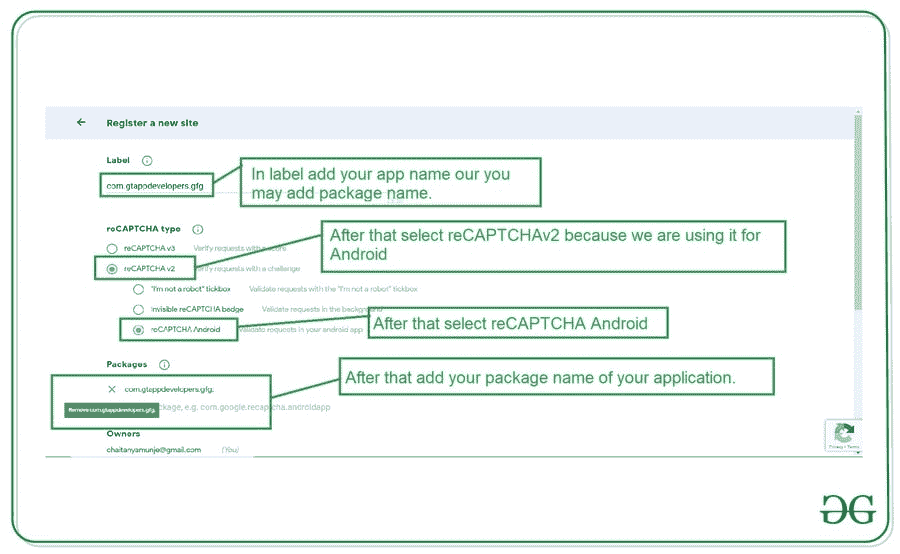 Register a new site
Label
com.gtappdevelopers.gfg
In label add your app name our you
may add package name.
reCAPTCHA type
reCAPTCHA v3 Verify requests with a score
After that select reCAPTCHAv2 because we are using it for
Android
reCAPTCHA v2 Verify requests with a challenge
"I'm not a robot" tickbox Validate requests with the "I'm not a robot" tickbox
Invisible reCAPTCHA badge Validate requests in the background
reCAPTCHA Android Validate requests in your android app
After that select reCAPTCHA Android
Packages
com.gtappdevelopers.gfg.
After that add your package name of your application.
Remove com.gtappdevelopers.gfg.
package, e.g. com.google.recaptcha.androidapp
Owners
chaitanyamunje@gmail.com (You)
Privacy - Terms